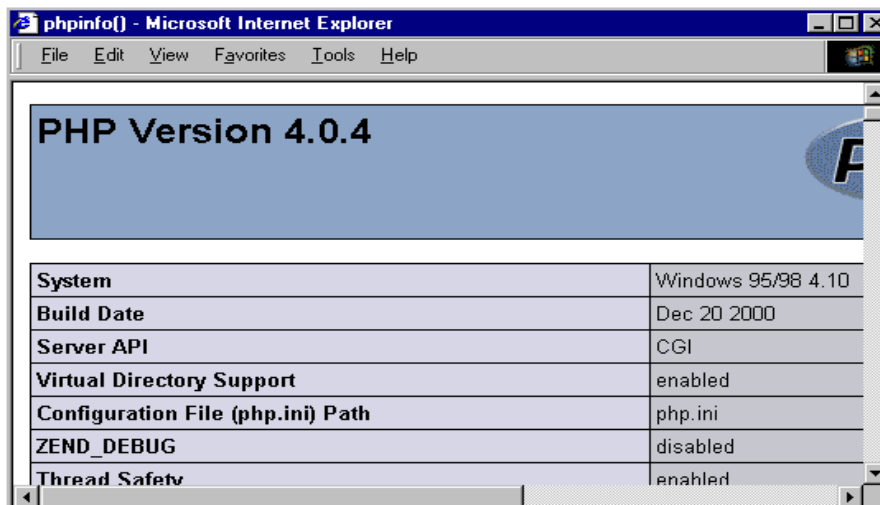 phpinfo() - Microsoft Internet Explorer
File Edit View Favorites Tools Help
PHP Version 4.0.4
System Windows 95/98 4.10
Build Date Dec 20 2000
Server API CGI
Virtual Directory Support enabled
Configuration File (php.ini) Path php.ini
ZEND_DEBUG disabled
Thread Safety enabled